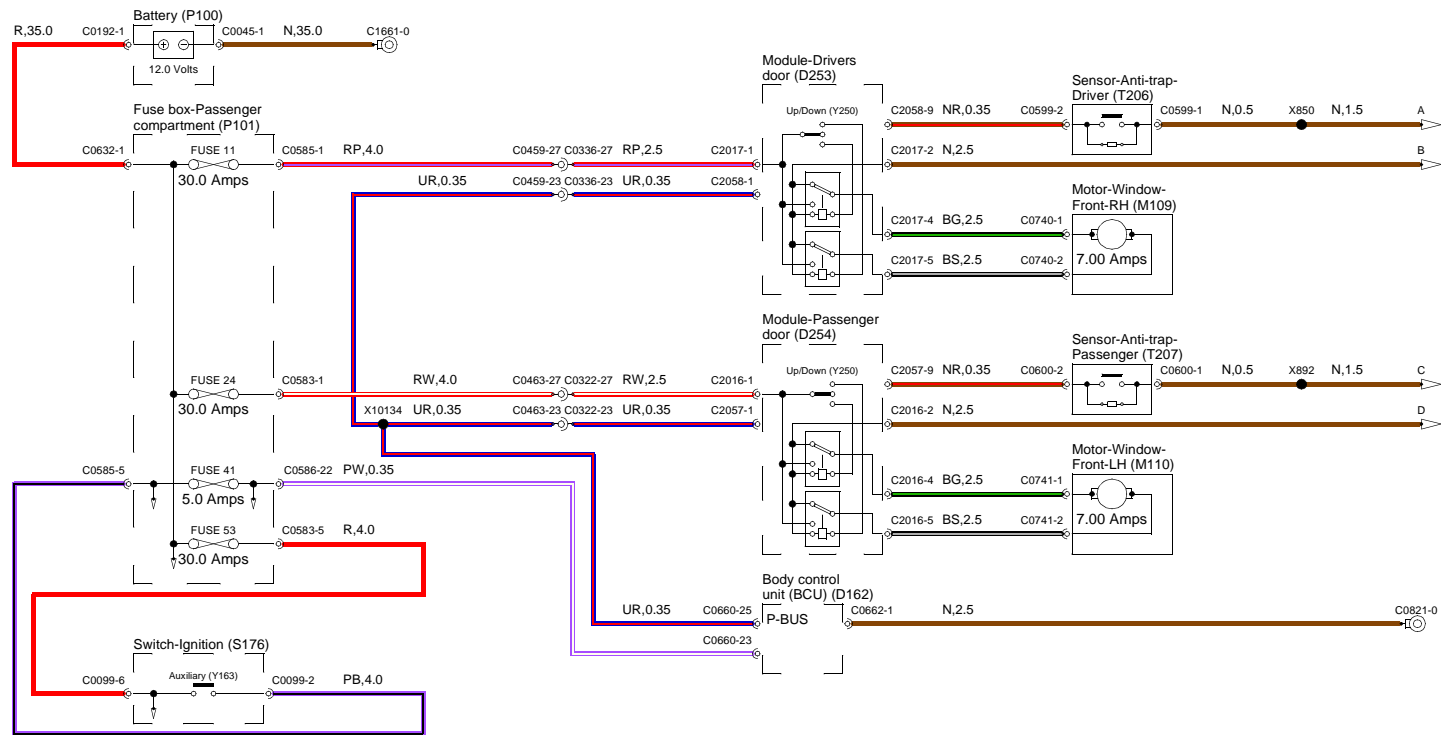 Battery (P100)
R,35.0 C0192-1 C0045-1 N,35.0 C1661-0
12.0 Volts
Fuse box-Passenger
compartment (P101)
C0632-1 FUSE 11 C0585-1 RP,4.0 C0459-27 C0336-27 RP,2.5 C2017-1
30.0 Amps
UR,0.35 C0459-23 C0336-23 UR,0.35 C2058-1
Module-Drivers
door (D253)
Up/Down (Y250)
C2058-9 NR,0.35 C0599-2
Sensor-Anti-trap-
Driver (T206)
C0599-1 N,0.5 X850 N,1.5 A
C2017-2 N,2.5 B
Motor-Window-
Front-RH (M109)
C2017-4 BG,2.5 C0740-1
7.00 Amps
C2017-5 BS,2.5 C0740-2
FUSE 24 C0583-1 RW,4.0 C0463-27 C0322-27 RW,2.5 C2016-1
30.0 Amps
X10134 UR,0.35 C0463-23 C0322-23 UR,0.35 C2057-1
Module-Passenger
door (D254)
Up/Down (Y250)
C2057-9 NR,0.35 C0600-2
Sensor-Anti-trap-
Passenger (T207)
C0600-1 N,0.5 X892 N,1.5 C
C2016-2 N,2.5 D
Motor-Window-
Front-LH (M110)
C2016-4 BG,2.5 C0741-1
7.00 Amps
C2016-5 BS,2.5 C0741-2
C0585-5 FUSE 41 C0586-22 PW,0.35
5.0 Amps
FUSE 53 C0583-5 R,4.0
30.0 Amps
Body control
unit (BCU) (D162)
UR,0.35 C0660-25 P-BUS C0662-1 N,2.5 C0821-0
C0660-23
Switch-Ignition (S176)
C0099-6 Auxiliary (Y163) C0099-2 PB,4.0